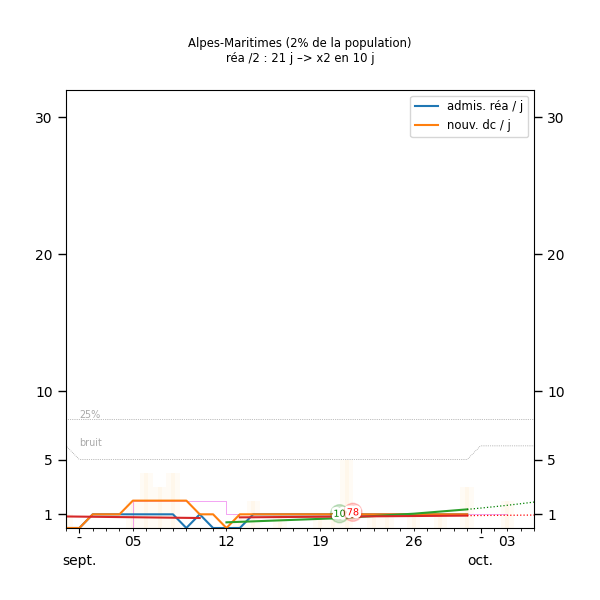 Alpes-Maritimes (2% de la population)
réa /2 : 21 j –> x2 en 10 j
admis. réa / j
nouv. dc / j
30 30
20 20
10 10
25%
bruit
5 5
10 78
1 1
- 05 12 19 26 - 03
sept. oct.